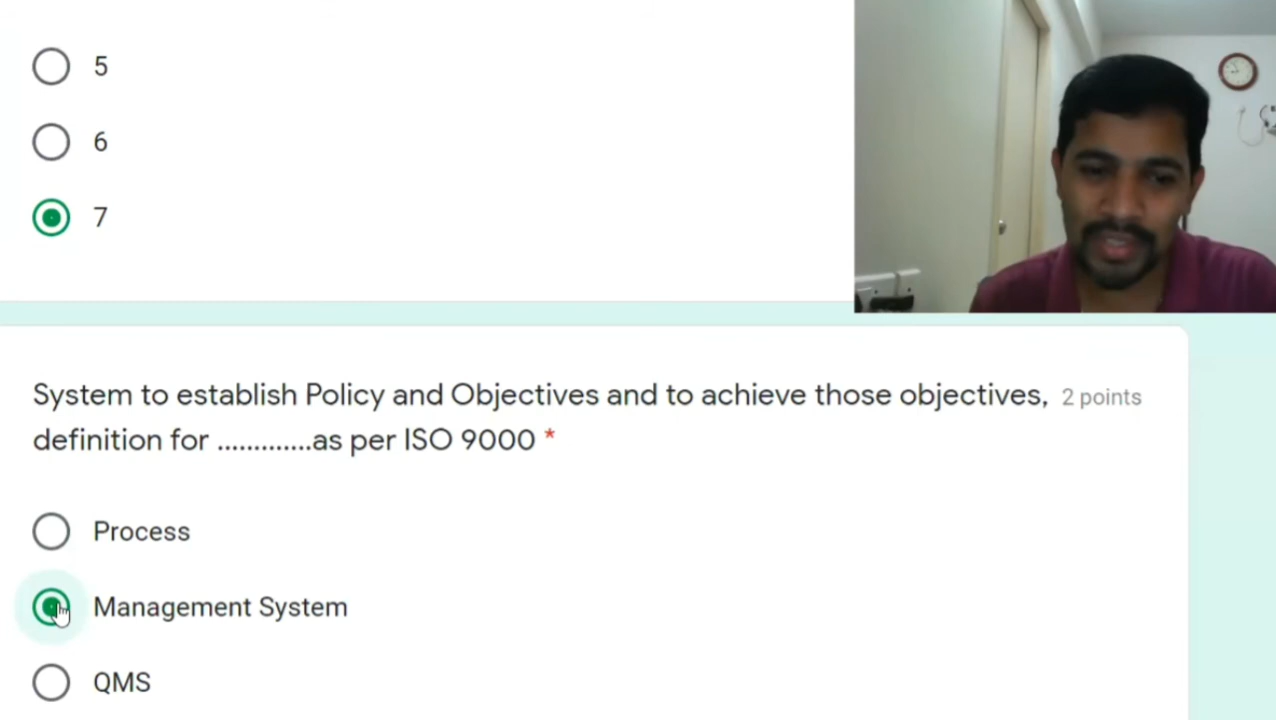 5
6
7
System to establish Policy and Objectives and to achieve those objectives, 2 points
definition for .............as per ISO 9000 *
Process
Management System
QMS